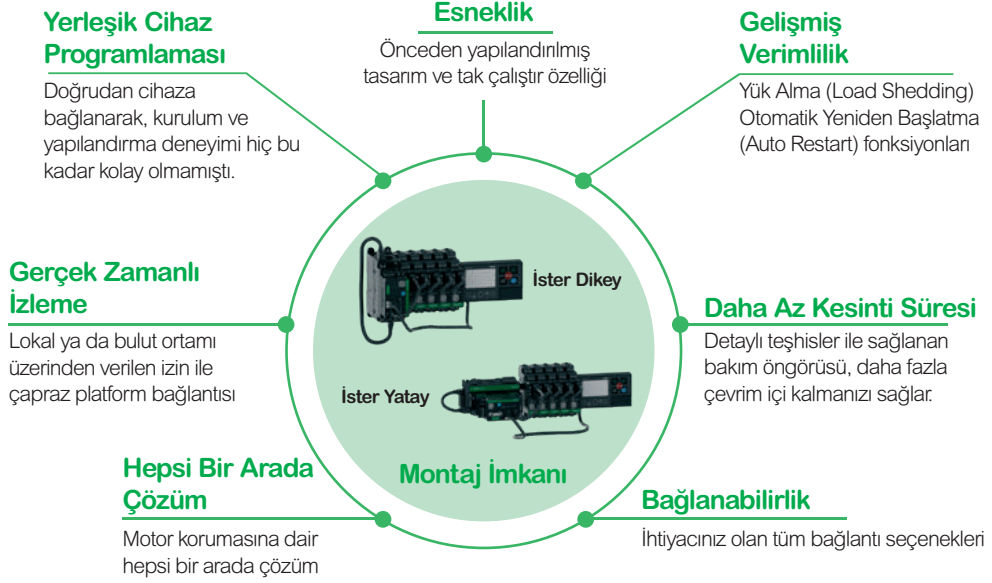 Yerleşik Cihaz
Programlaması
Doğrudan cihaza
bağlanarak, kurulum ve
yapılandırma deneyimi hiç bu
kadar kolay olmamıştı.
Esneklik
Önceden yapılandırılmış
tasarım ve tak çalıştır özelliği
Gelişmiş
Verimlilik
Yük Alma (Load Shedding)
Otomatik Yeniden Başlatma
(Auto Restart) fonksiyonları
Gerçek Zamanlı
İzleme
Lokal ya da bulut ortamı
üzerinden verilen izin ile
çapraz platform bağlantısı
İster Dikey
İster Yatay
Montaj İmkanı
Daha Az Kesinti Süresi
Detaylı teşhisler ile sağlanan
bakım öngörüsü, daha fazla
çevrim içi kalmanızı sağlar.
Hepsi Bir Arada
Çözüm
Motor korumasına dair
hepsi bir arada çözüm
Bağlanabilirlik
İhtiyacınız olan tüm bağlantı seçenekleri